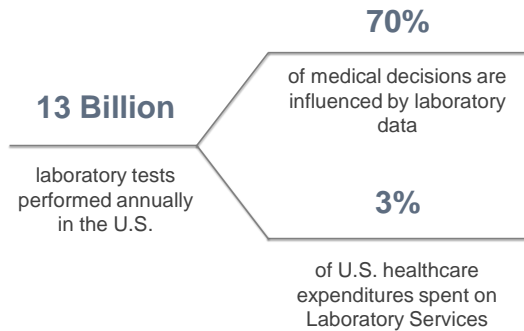 13 Billion
laboratory tests
performed annually
in the U.S.
70%
of medical decisions are
influenced by laboratory
data
3%
of U.S. healthcare
expenditures spent on
Laboratory Services